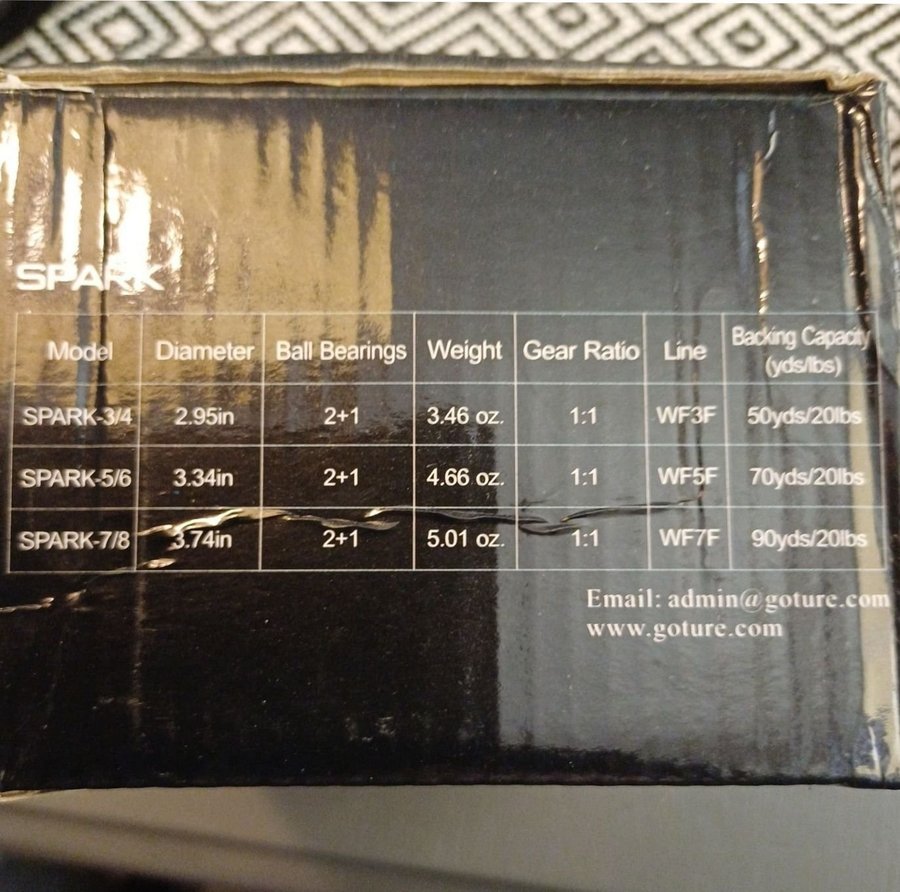 SPARK
Model Diameter Ball Bearings Weight Gear Ratio Line Backing Capacity (yds/lbs)
SPARK-3/4 2.95in 2+1 3.46 oz. 1:1 WF3F 50yds/20lbs
SPARK-5/6 3.34in 2+1 4.66 oz. 1:1 WF5F 70yds/20lbs
SPARK-7/8 3.74in 2+1 5.01 oz. 1:1 WF7F 90yds/20lbs
Email: admin@goture.com
www.goture.com